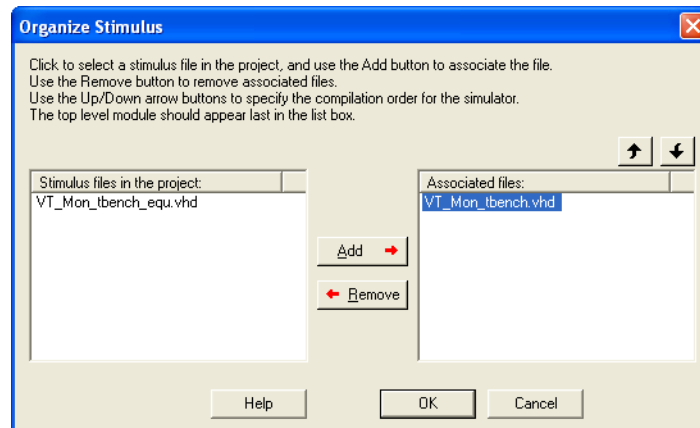 Organize Stimulus
Click to select a stimulus file in the project, and use the Add button to associate the file.
Use the Remove button to remove associated files.
Use the Up/Down arrow buttons to specify the compilation order for the simulator.
The top level module should appear last in the list box.
Stimulus files in the project:
VT_Mon_tbench_equ.vhd
Associated files:
VT_Mon_tbench.vhd
Add
Remove
Help
OK
Cancel